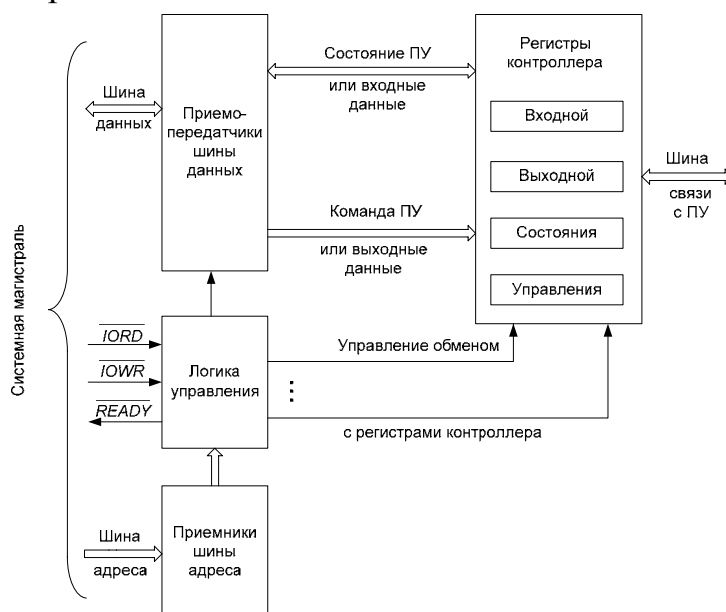 Состояние ПУ
или входные
данные
Регистры
контроллера
Входной
Выходной
Состояния
Управления
Шина
данных
Приемо-
передатчики
шины
данных
Шина
связи
с ПУ
Команда ПУ
или выходные
данные
Системная магистраль
IORD
IOWR
READY
Логика
управления
Управление обменом
...
с регистрами контроллера
Шина
адреса
Приемники
шины
адреса